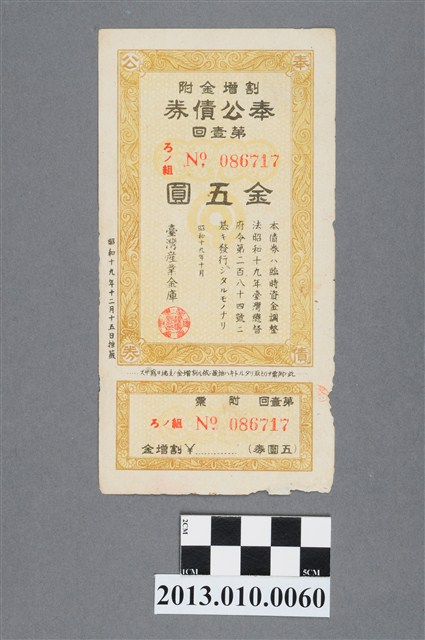 奉公債券
割増金附
奉公債券
第壹回
ろノ組 No 086717
金五圓
本債券ハ臨時資金調整
法昭和十九年臺灣總督
府令第二百八十四號ニ
基キ發行シタルモノナリ
昭和十九年十月
臺灣產業金庫
昭和十九年十二月十五日抽籤
第壹回附票
ろノ組 No 086717
(五圓券) ¥............割増金
2CM
1CM
5CM
2013.010.0060